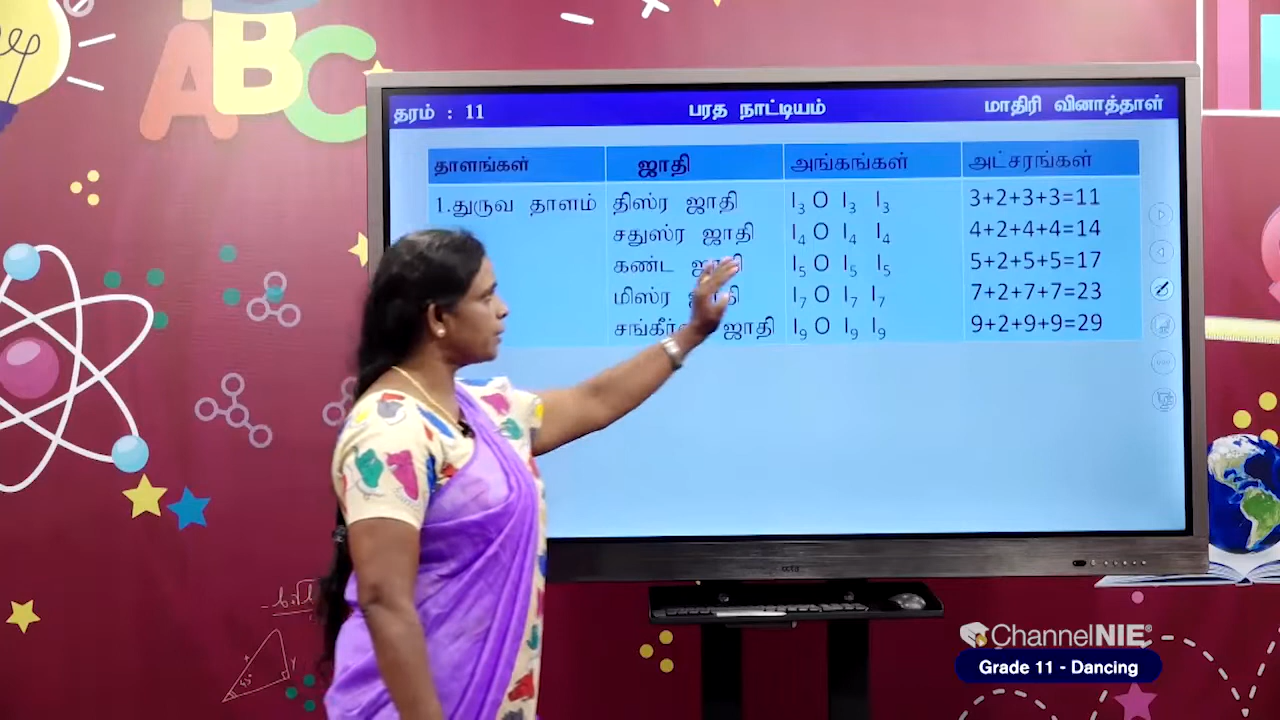 ABC
தரம் : 11 பரத நாட்டியம் மாதிரி வினாத்தாள்
தாளங்கள் ஜாதி அங்கங்கள் அட்சரங்கள்
1.துருவ தாளம் திஸ்ர ஜாதி I₃ O I₃ I₃ 3+2+3+3=11
சதுஸ்ர ஜாதி I₄ O I₄ I₄ 4+2+4+4=14
கண்ட I₅ O I₅ I₅ 5+2+5+5=17
மிஸ்ர I₇ O I₇ I₇ 7+2+7+7=23
ஜாதி I₉ O I₉ I₉ 9+2+9+9=29
ChannelNIE®
Grade 11 - Dancing